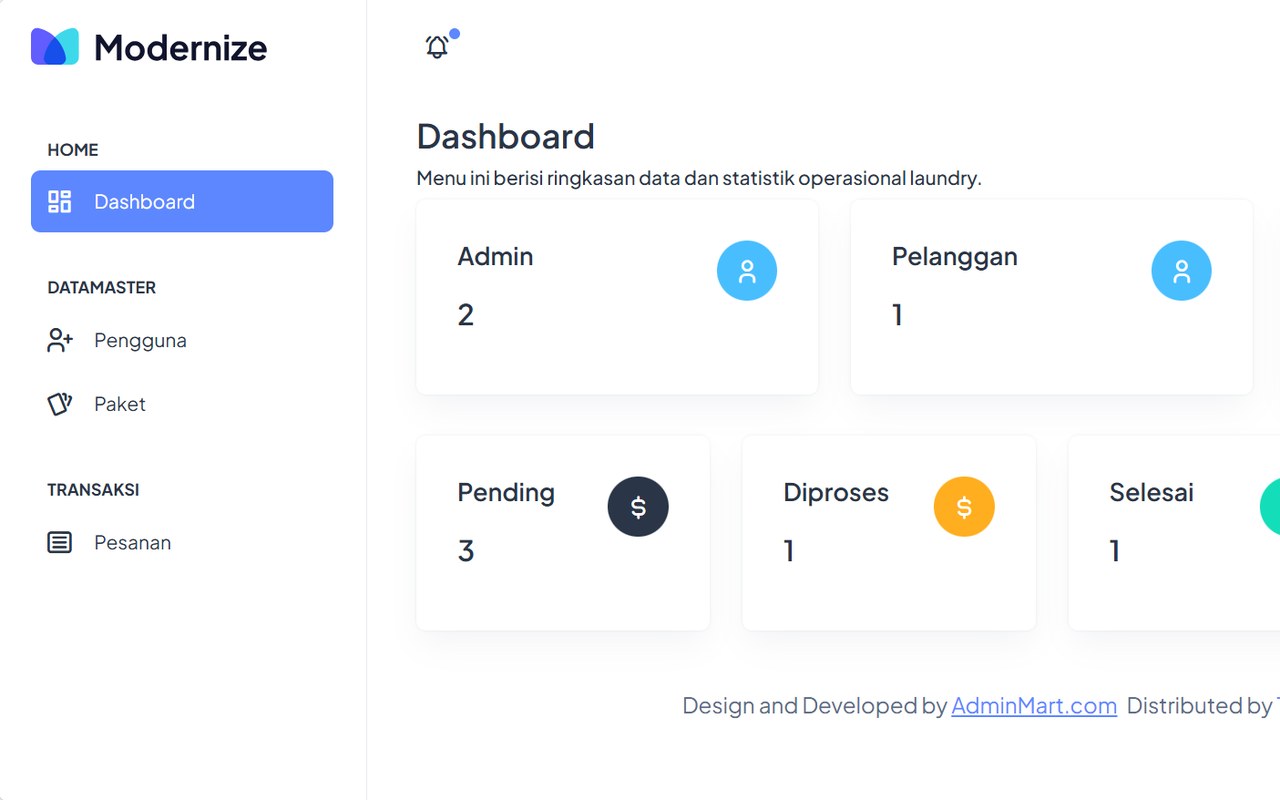 Modernize
HOME
Dashboard
DATAMASTER
Pengguna
Paket
TRANSAKSI
Pesanan
Dashboard
Menu ini berisi ringkasan data dan statistik operasional laundry.
Admin
2
Pelanggan
1
Pending
3
Diproses
1
Selesai
1
Design and Developed by AdminMart.com Distributed by